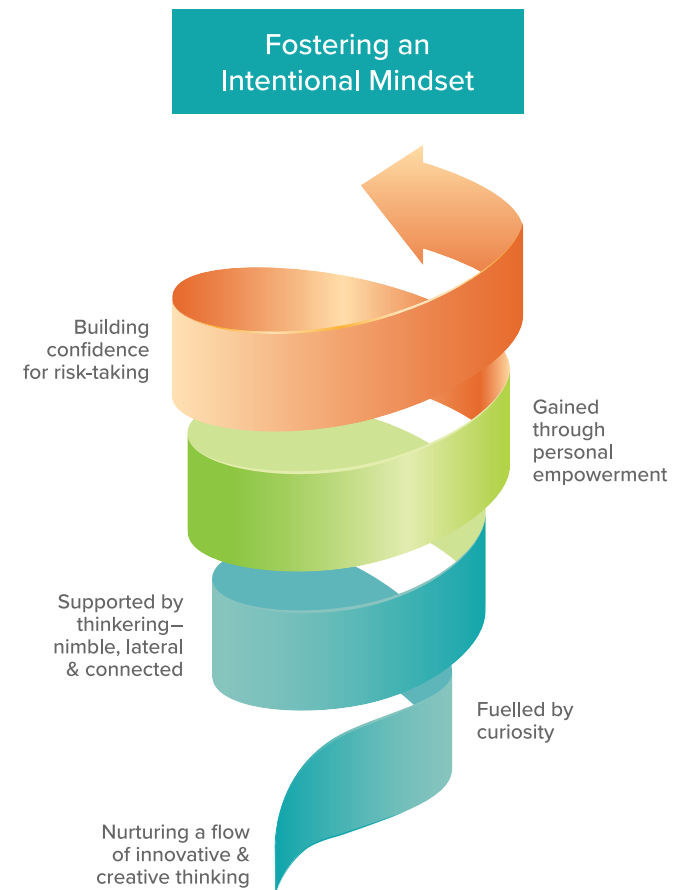 Fostering an
Intentional Mindset
Building
confidence
for risk-taking
Gained
through
personal
empowerment
Supported by
thinkering–
nimble, lateral
& connected
Fuelled by
curiosity
Nurturing a flow
of innovative &
creative thinking